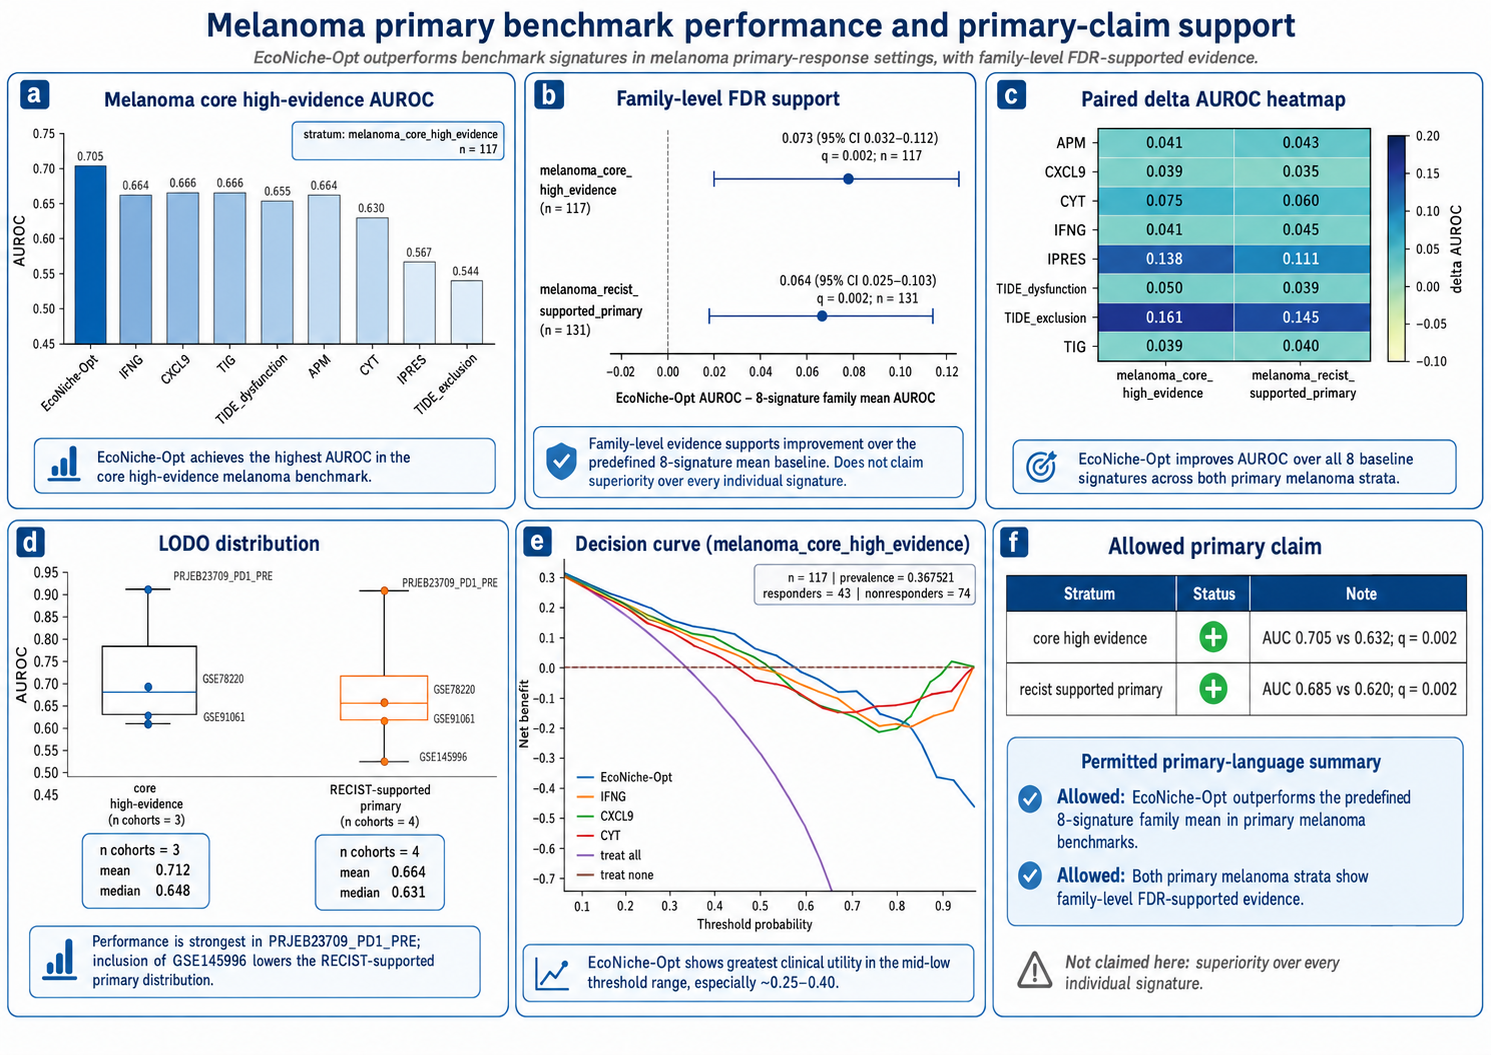 Melanoma primary benchmark performance and primary-claim support
EcoNiche-Opt outperforms benchmark signatures in melanoma primary-response settings, with family-level FDR-supported evidence.
a
Melanoma core high-evidence AUROC
stratum: melanoma_core_high_evidence
n = 117
AUROC
0.75
0.70
0.65
0.60
0.55
0.50
0.45
0.705
0.664
0.666
0.666
0.655
0.664
0.630
0.567
0.544
EcoNiche-Opt
IFNG
CXCL9
TIG
TIDE_dysfunction
APM
CYT
IPRES
TIDE_exclusion
EcoNiche-Opt achieves the highest AUROC in the
core high-evidence melanoma benchmark.
b
Family-level FDR support
0.073 (95% CI 0.032–0.112)
q = 0.002; n = 117
melanoma_core_
high_evidence
(n = 117)
0.064 (95% CI 0.025–0.103)
q = 0.002; n = 131
melanoma_recist_
supported_primary
(n = 131)
−0.02 0.00 0.02 0.04 0.06 0.08 0.10 0.12
EcoNiche-Opt AUROC – 8-signature family mean AUROC
Family-level evidence supports improvement over the
predefined 8-signature mean baseline. Does not claim
superiority over every individual signature.
c
Paired delta AUROC heatmap
APM 0.041 0.043
CXCL9 0.039 0.035
CYT 0.075 0.060
IFNG 0.041 0.045
IPRES 0.138 0.111
TIDE_dysfunction 0.050 0.039
TIDE_exclusion 0.161 0.145
TIG 0.039 0.040
melanoma_core_
high_evidence
melanoma_recist_
supported_primary
0.20
0.15
0.10
0.05
0.00
−0.05
−0.10
delta AUROC
EcoNiche-Opt improves AUROC over all 8 baseline
signatures across both primary melanoma strata.
d
LODO distribution
AUROC
0.95
0.90
0.85
0.80
0.75
0.70
0.65
0.60
0.55
0.50
0.45
PRJEB23709_PD1_PRE
GSE78220
GSE91061
PRJEB23709_PD1_PRE
GSE78220
GSE91061
GSE145996
core
high-evidence
(n cohorts = 3)
RECIST-supported
primary
(n cohorts = 4)
n cohorts = 3
mean 0.712
median 0.648
n cohorts = 4
mean 0.664
median 0.631
Performance is strongest in PRJEB23709_PD1_PRE;
inclusion of GSE145996 lowers the RECIST-supported
primary distribution.
e
Decision curve (melanoma_core_high_evidence)
n = 117 | prevalence = 0.367521
responders = 43 | nonresponders = 74
Net benefit
0.3
0.2
0.1
0.0
−0.1
−0.2
−0.3
−0.4
−0.5
−0.6
−0.7
EcoNiche-Opt
IFNG
CXCL9
CYT
treat all
treat none
0.1 0.2 0.3 0.4 0.5 0.6 0.7 0.8 0.9
Threshold probability
EcoNiche-Opt shows greatest clinical utility in the mid-low
threshold range, especially ~0.25–0.40.
f
Allowed primary claim
Stratum Status Note
core high evidence AUC 0.705 vs 0.632; q = 0.002
recist supported primary AUC 0.685 vs 0.620; q = 0.002
Permitted primary-language summary
Allowed: EcoNiche-Opt outperforms the predefined
8-signature family mean in primary melanoma
benchmarks.
Allowed: Both primary melanoma strata show
family-level FDR-supported evidence.
Not claimed here: superiority over every
individual signature.